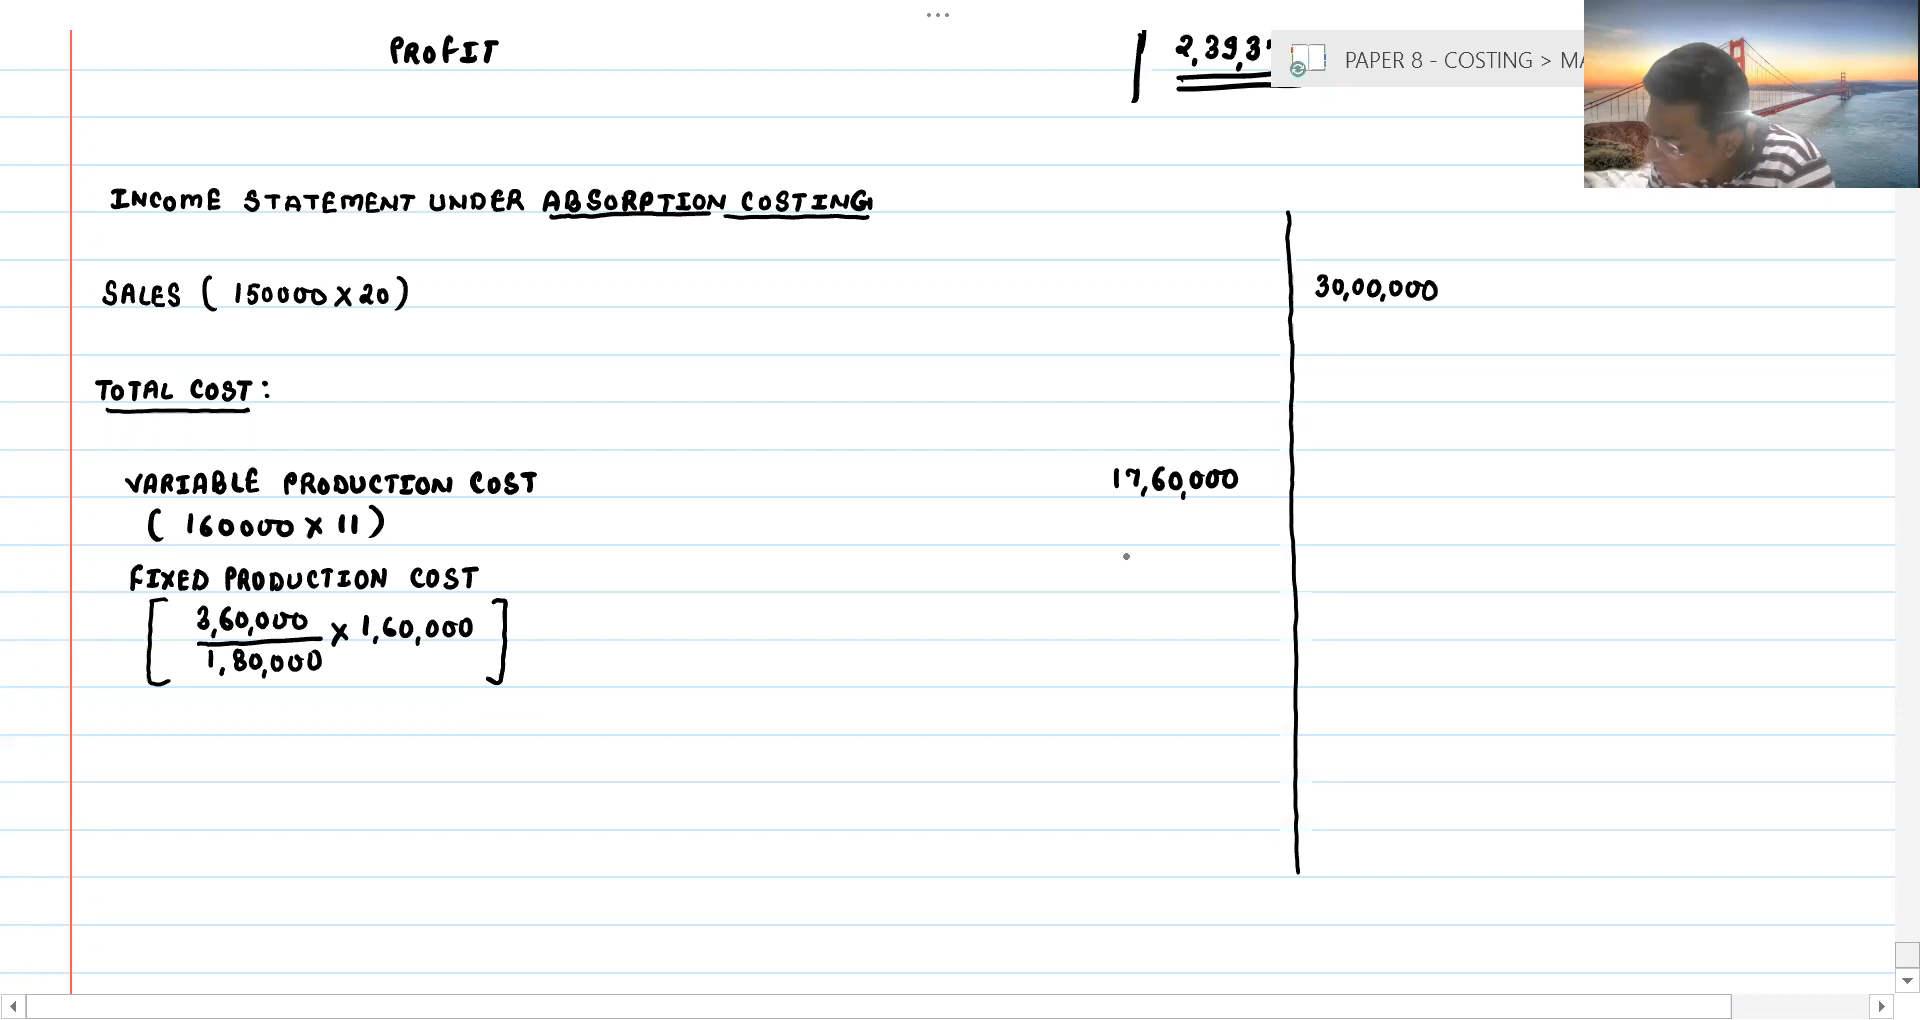 PROFIT 2,39,3
PAPER 8 - COSTING > MA
INCOME STATEMENT UNDER ABSORPTION COSTING
SALES ( 150000 x 20 ) 30,00,000
TOTAL COST :
VARIABLE PRODUCTION COST 17,60,000
( 160000 x 11 )
FIXED PRODUCTION COST
[ 3,60,000 x 1,60,000 ]
1,80,000